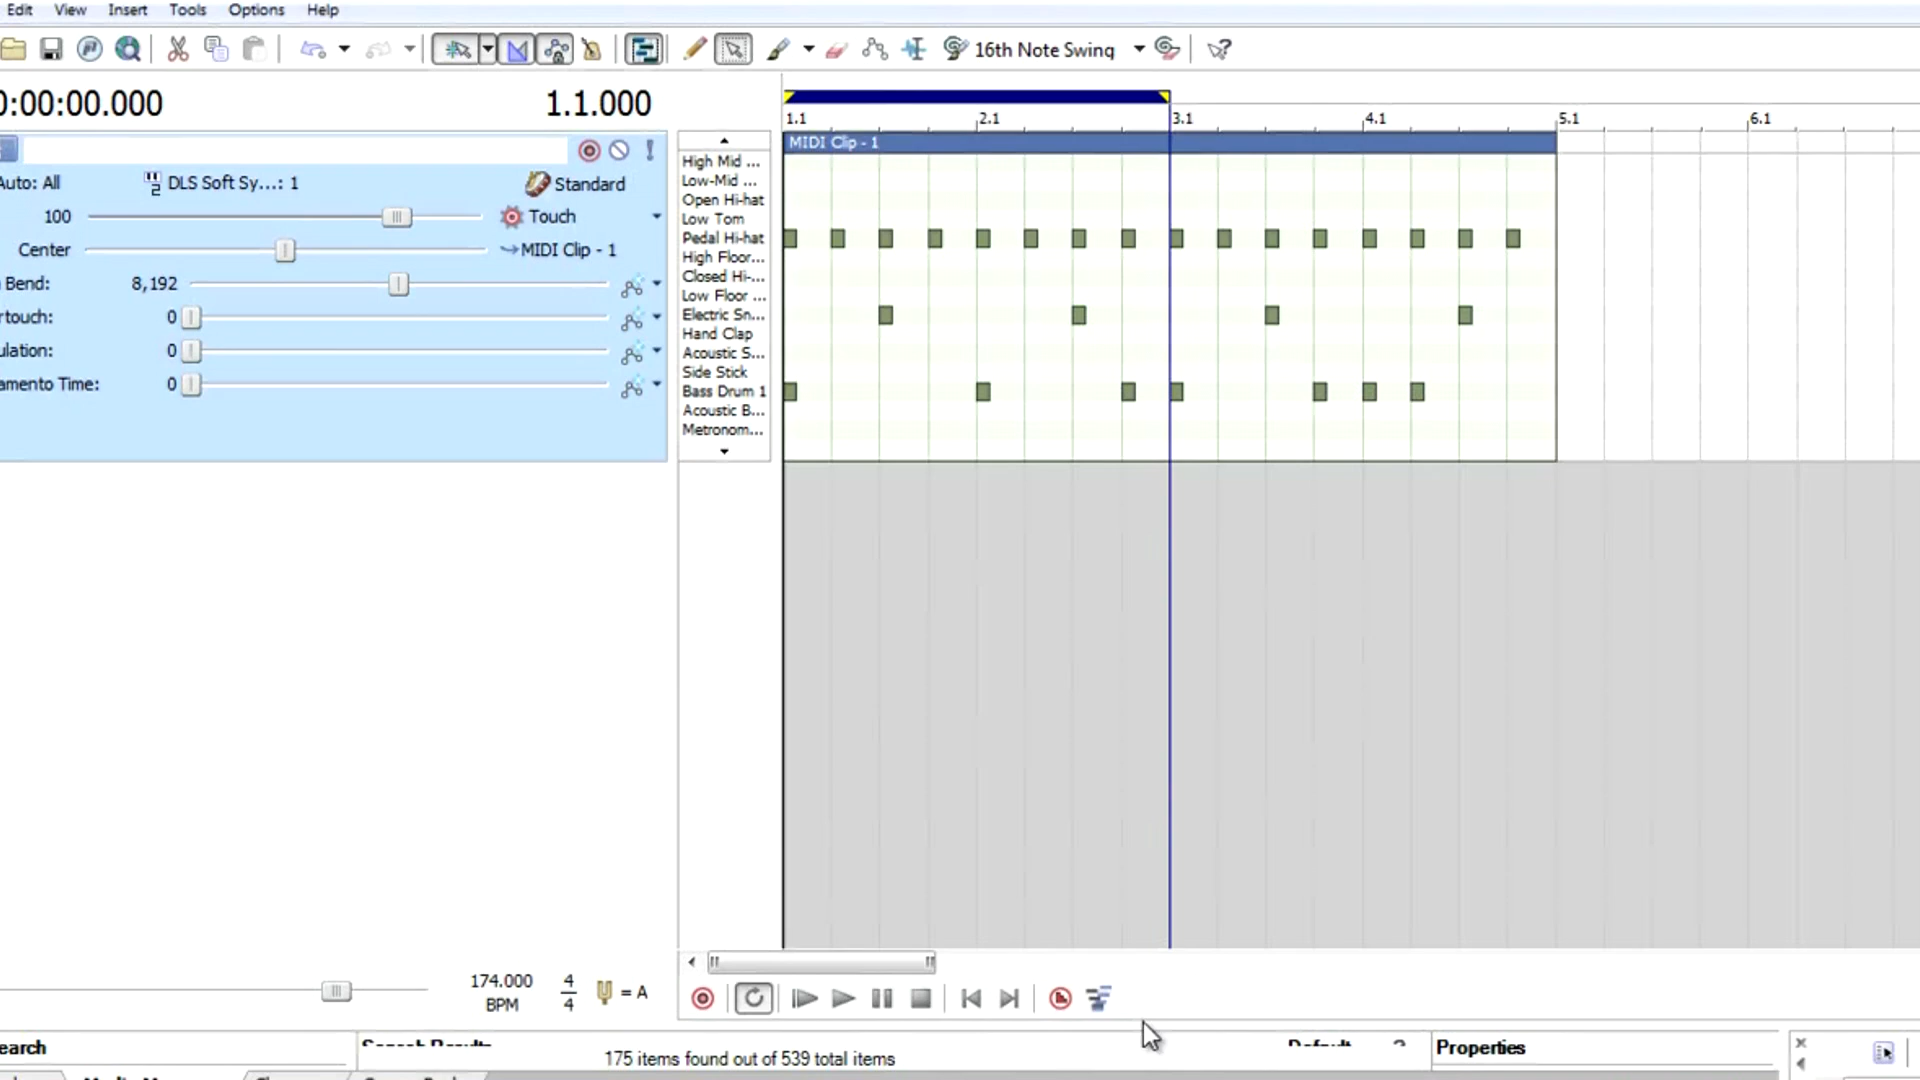 Edit View Insert Tools Options Help
16th Note Swing
0:00:00.000 1.1.000
1.1 2.1 3.1 4.1 5.1 6.1
MIDI Clip - 1
Auto: All DLS Soft Sy...: 1 Standard
100 Touch
Center MIDI Clip - 1
Bend: 8,192
rtouch: 0
ulation: 0
amento Time: 0
High Mid ...
Low-Mid ...
Open Hi-hat
Low Tom
Pedal Hi-hat
High Floor...
Closed Hi-...
Low Floor ...
Electric Sn...
Hand Clap
Acoustic S...
Side Stick
Bass Drum 1
Acoustic B...
Metronom...
174.000
BPM
4
4
= A
earch Search Results 175 items found out of 539 total items Default ? Properties